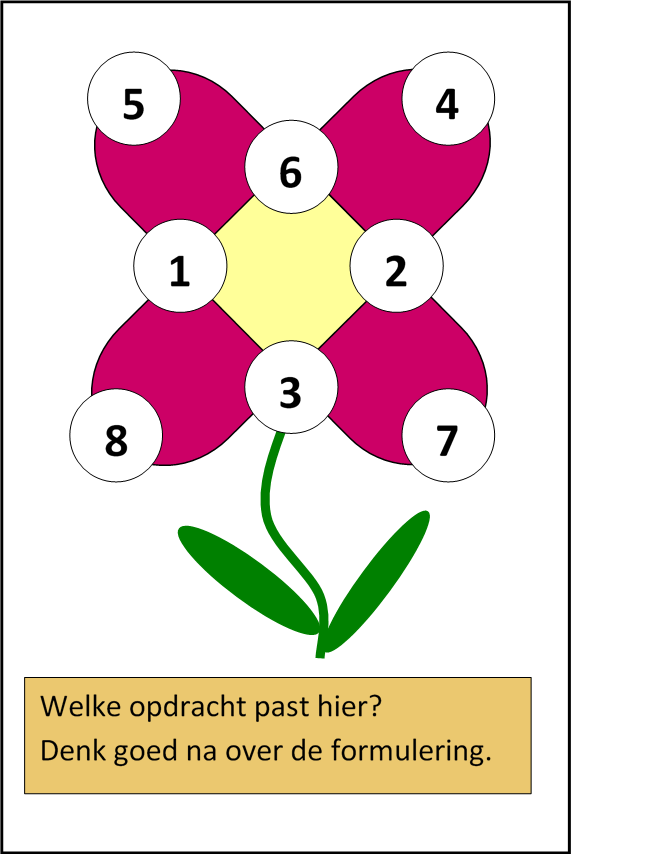 5 4
6
1 2
3
8 7
Welke opdracht past hier?
Denk goed na over de formulering.